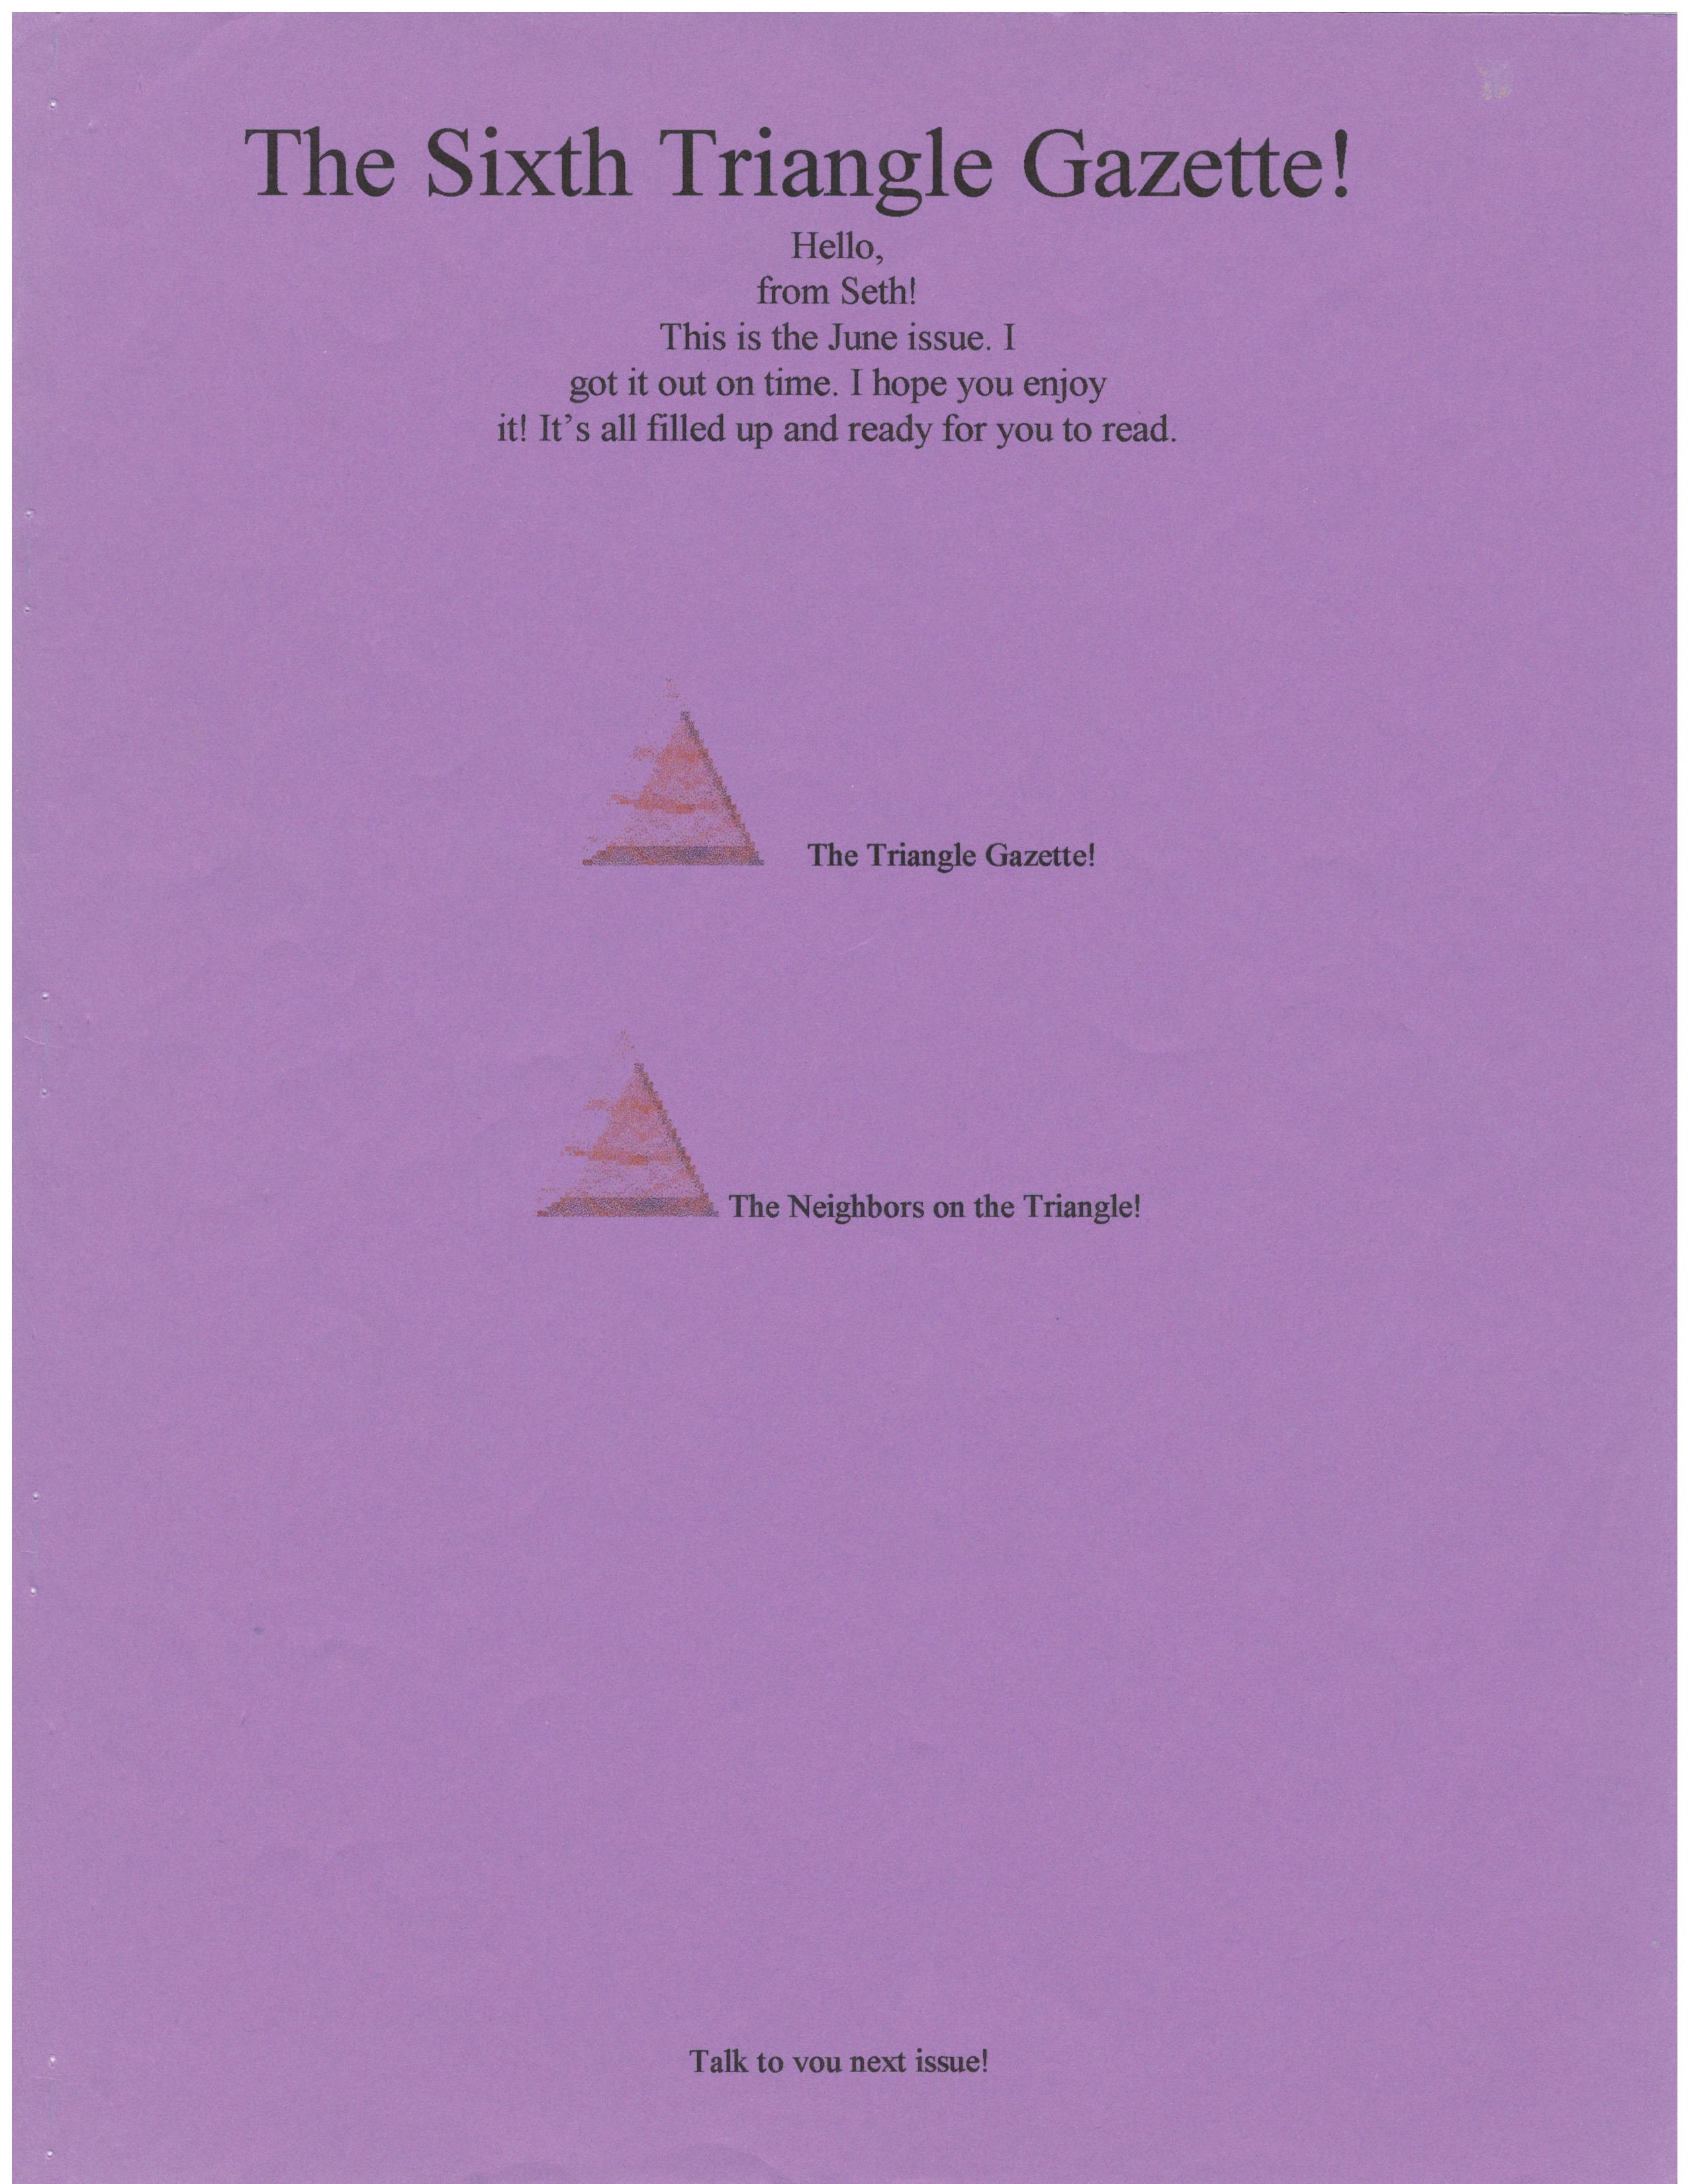 The Sixth Triangle Gazette!
Hello,
from Seth!
This is the June issue. I
got it out on time. I hope you enjoy
it! It’s all filled up and ready for you to read.
The Triangle Gazette!
The Neighbors on the Triangle!
Talk to you next issue!